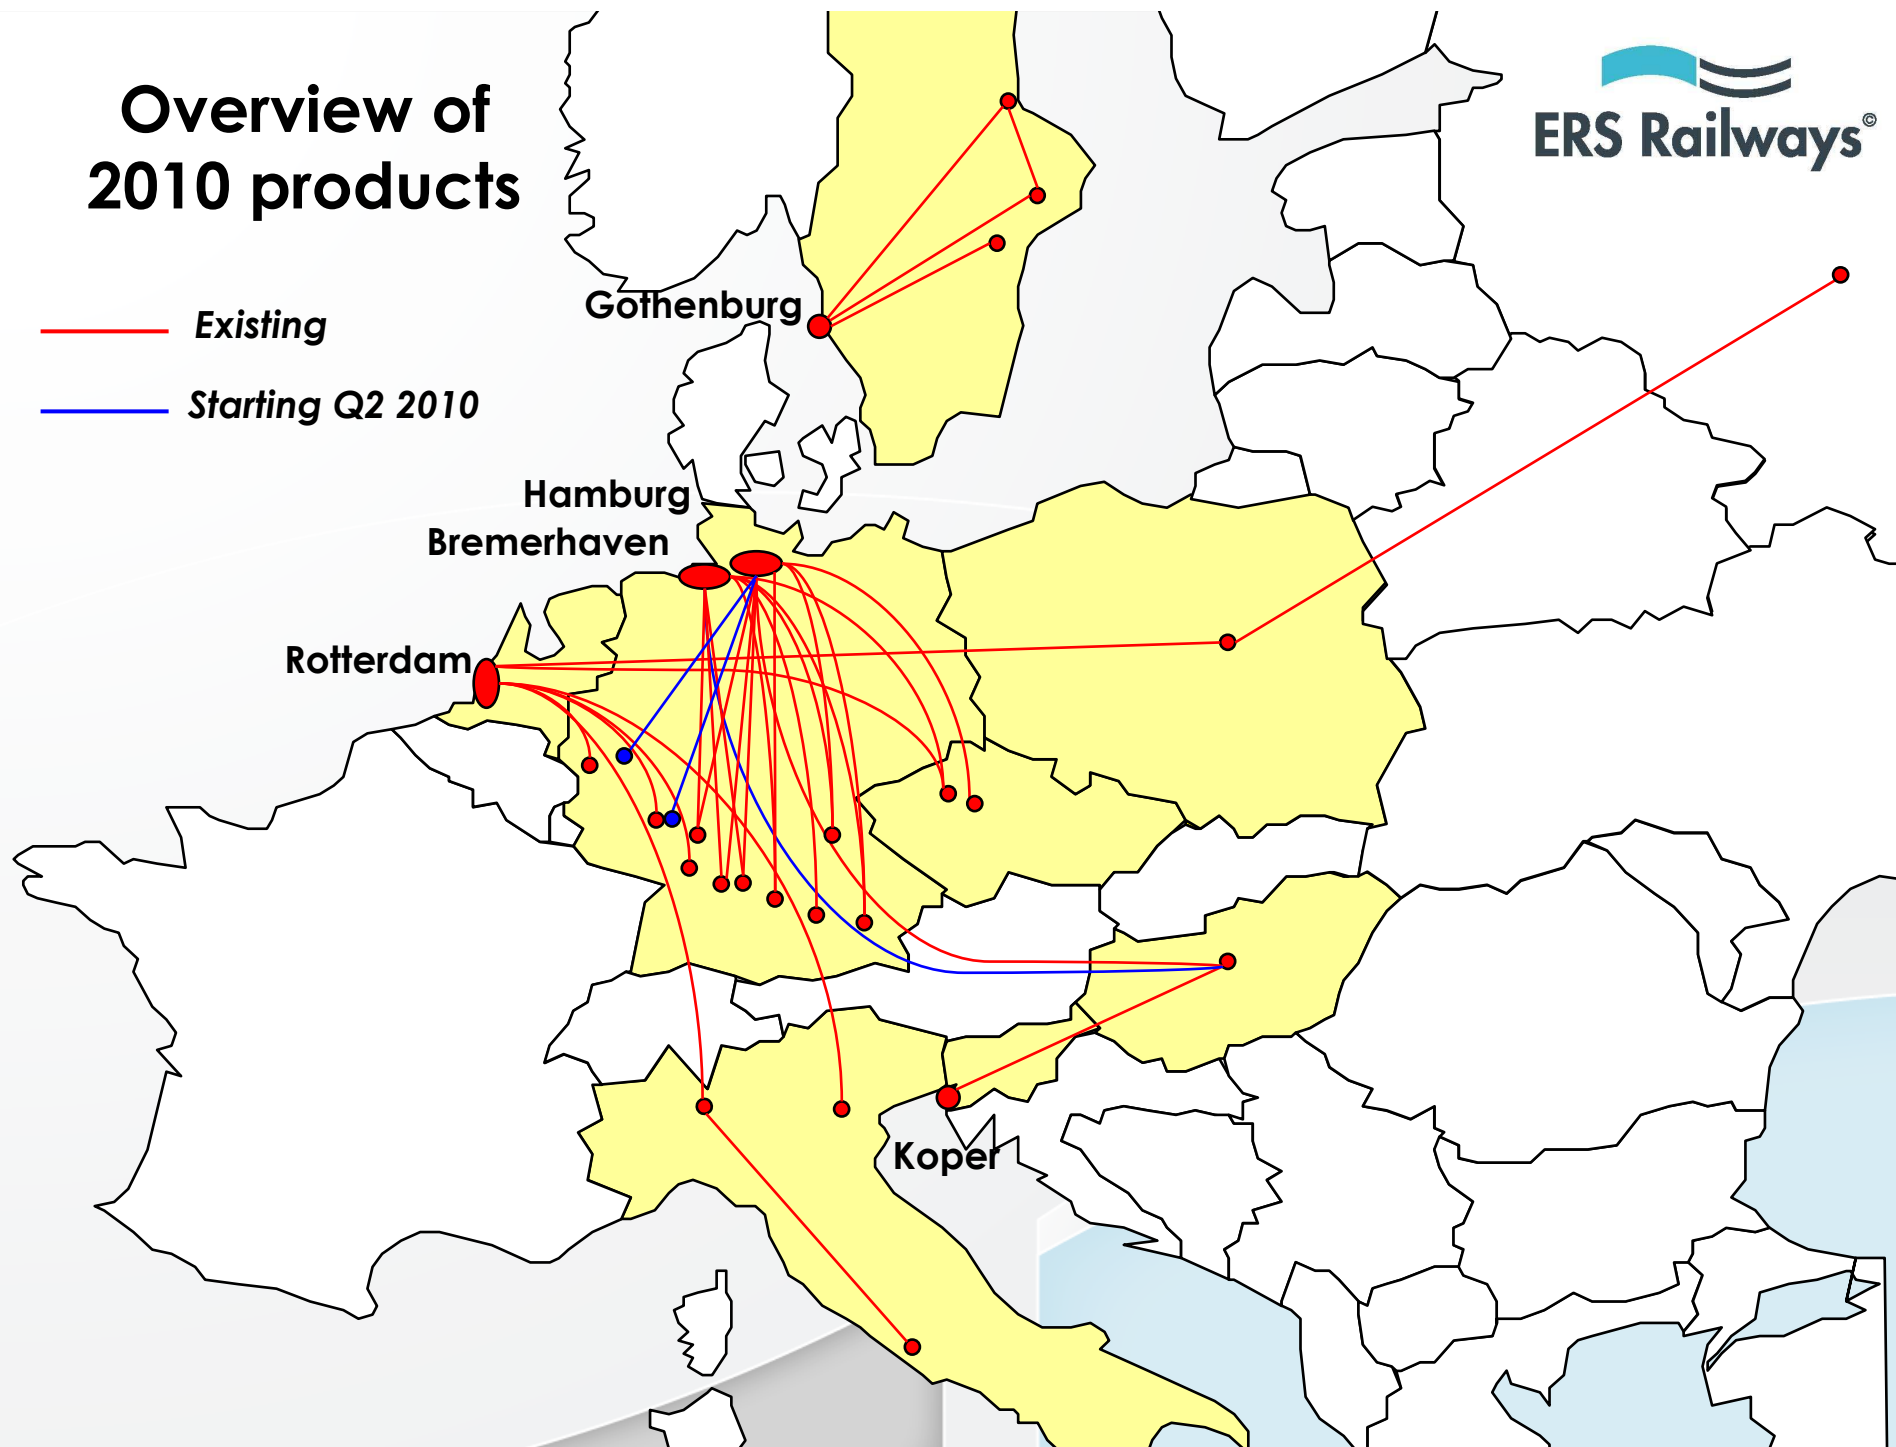 Overview of
2010 products
ERS Railways©
Existing
Starting Q2 2010
Gothenburg
Hamburg
Bremerhaven
Rotterdam
Koper